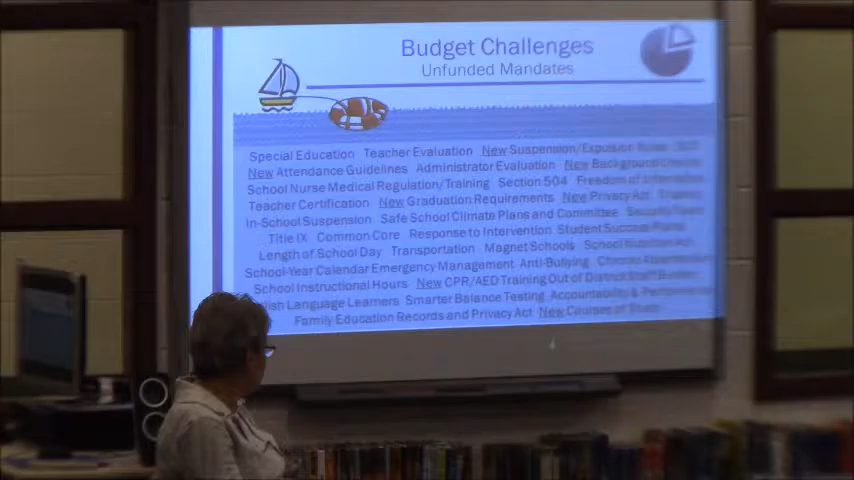 Budget Challenges
Unfunded Mandates
Special Education Teacher Evaluation New Suspension/Expulsion
New Attendance Guidelines Administrator Evaluation New Background
School Nurse Medical Regulation/Training Section 504 Freedom of Information
Teacher Certification New Graduation Requirements New Privacy Act
In-School Suspension Safe School Climate Plans and Committee
Title IX Common Core Response to Intervention Student Success Plans
Length of School Day Transportation Magnet Schools School Nutrition Act
School-Year Calendar Emergency Management Anti-Bullying Chronic
School Instructional Hours New CPR/AED Training Out of District
Language Learners Smarter Balance Testing Accountability &
Family Education Records and Privacy Act New Courses of Study